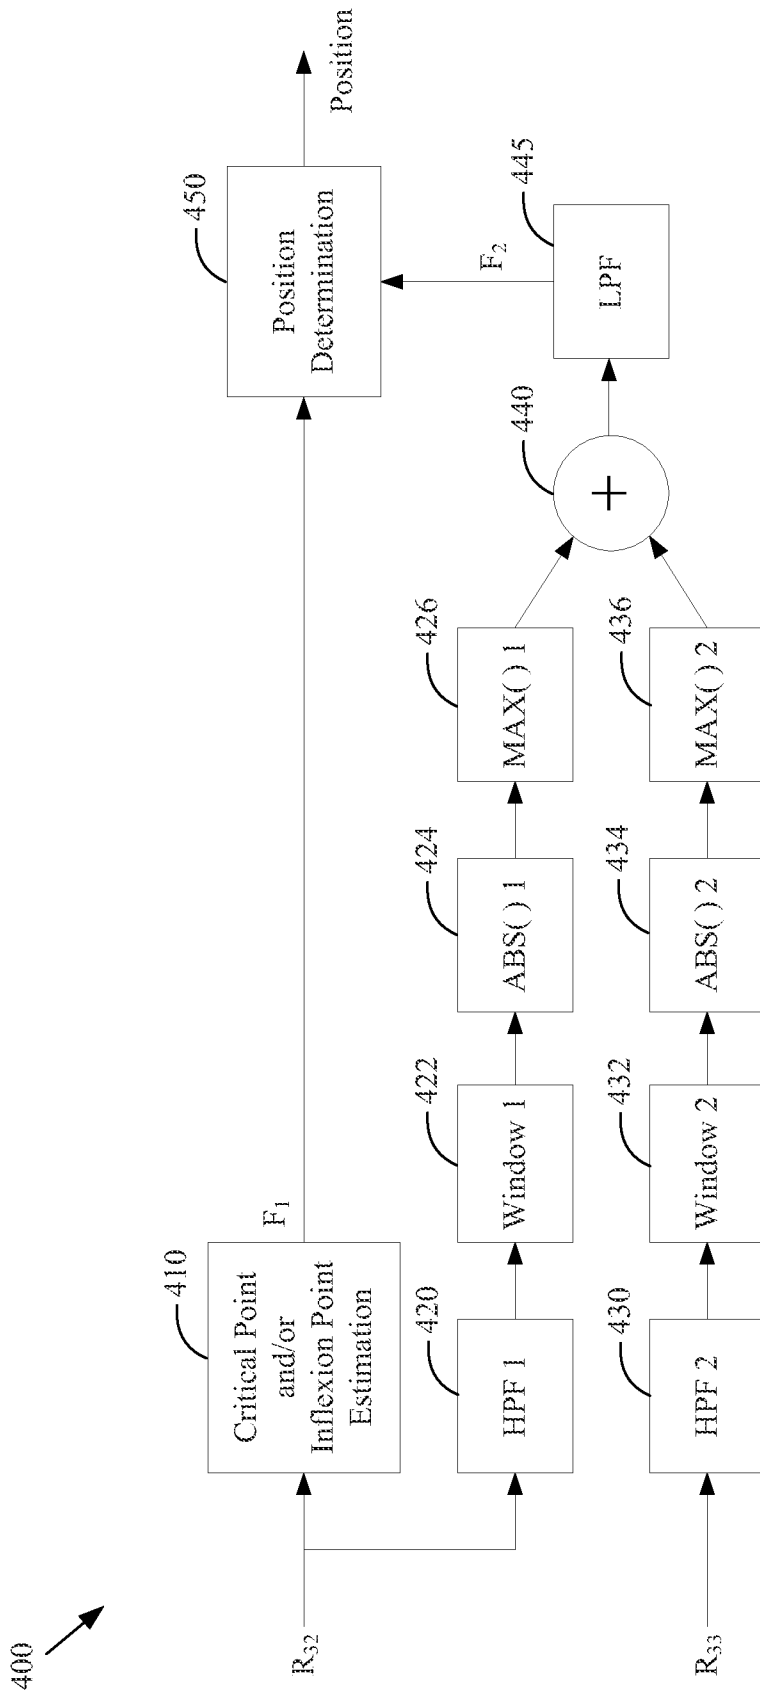 400
R32
R33
410
Critical Point
and/or
Inflexion Point
Estimation
F1
420
HPF 1
422
Window 1
424
ABS( ) 1
426
MAX( ) 1
430
HPF 2
432
Window 2
434
ABS( ) 2
436
MAX( ) 2
440
+
445
LPF
F2
450
Position
Determination
Position